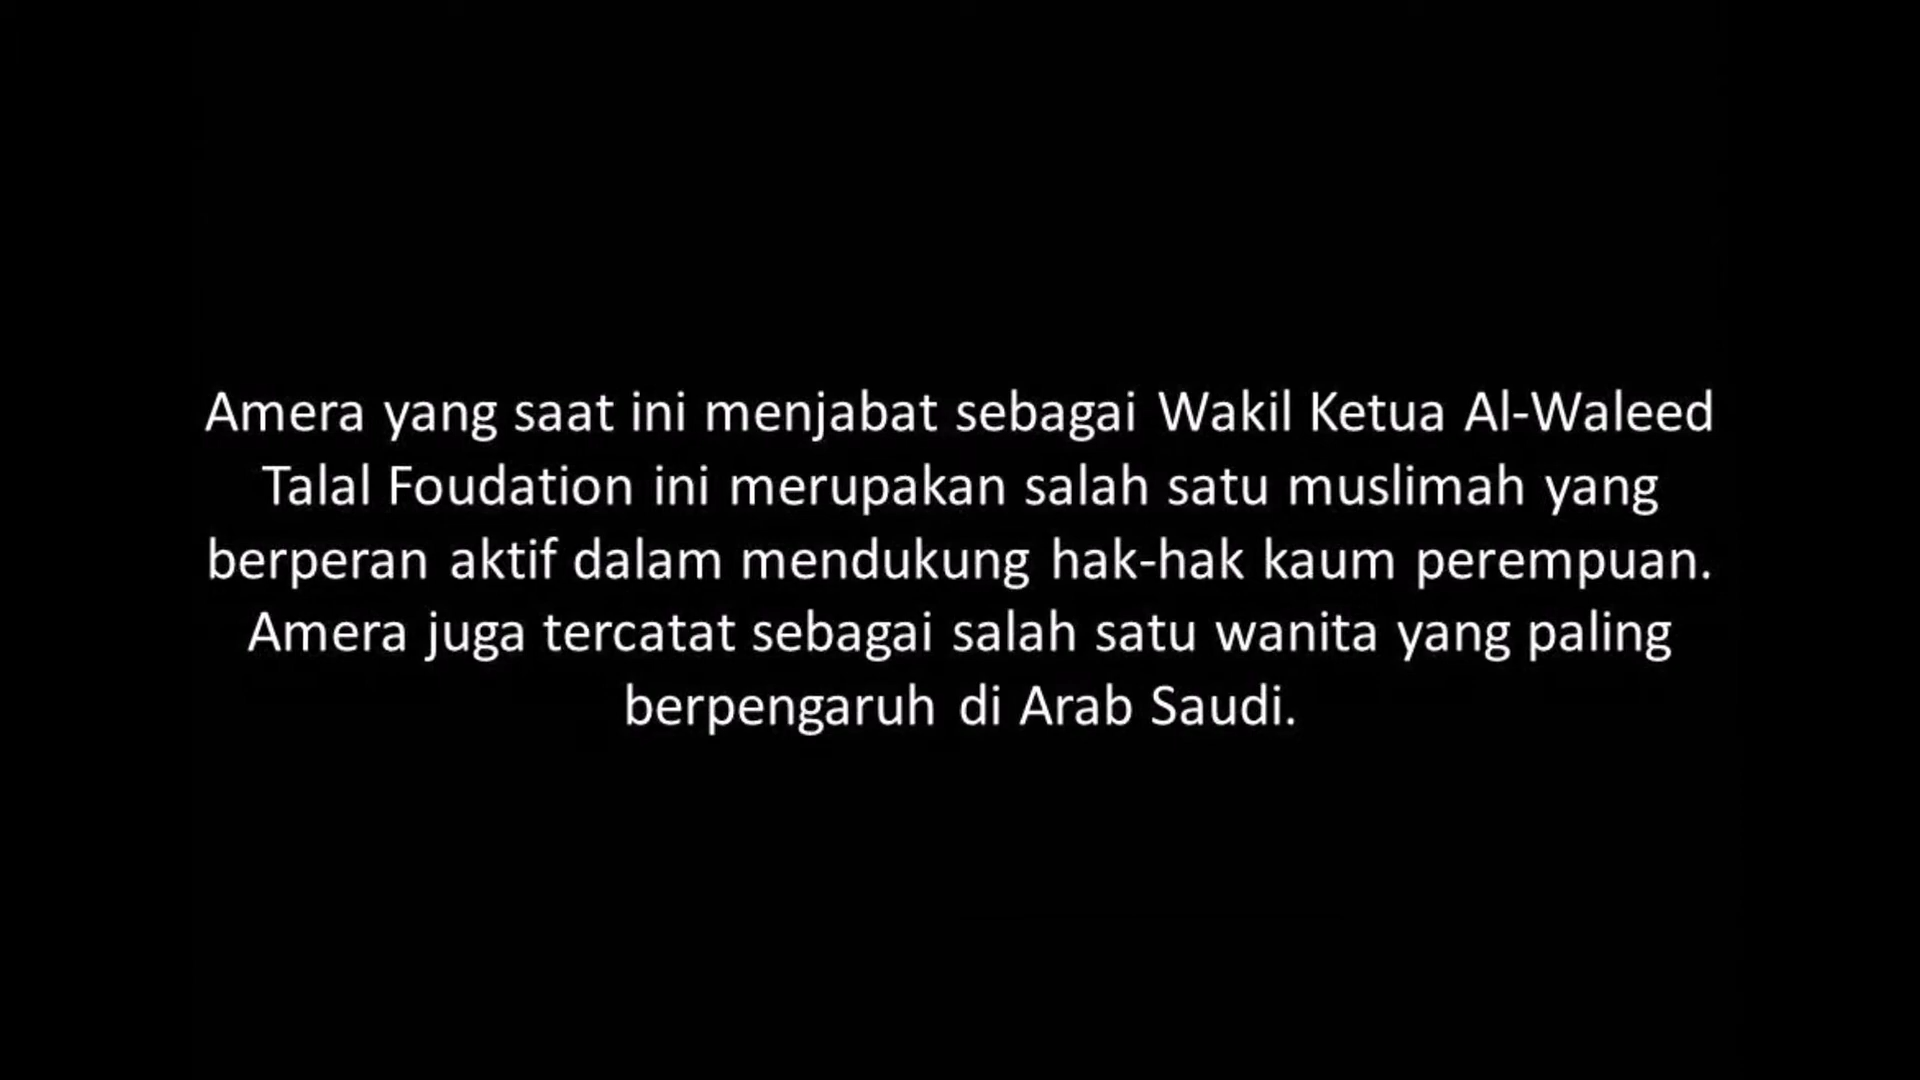 Amera yang saat ini menjabat sebagai Wakil Ketua Al-Waleed
Talal Foudation ini merupakan salah satu muslimah yang
berperan aktif dalam mendukung hak-hak kaum perempuan.
Amera juga tercatat sebagai salah satu wanita yang paling
berpengaruh di Arab Saudi.